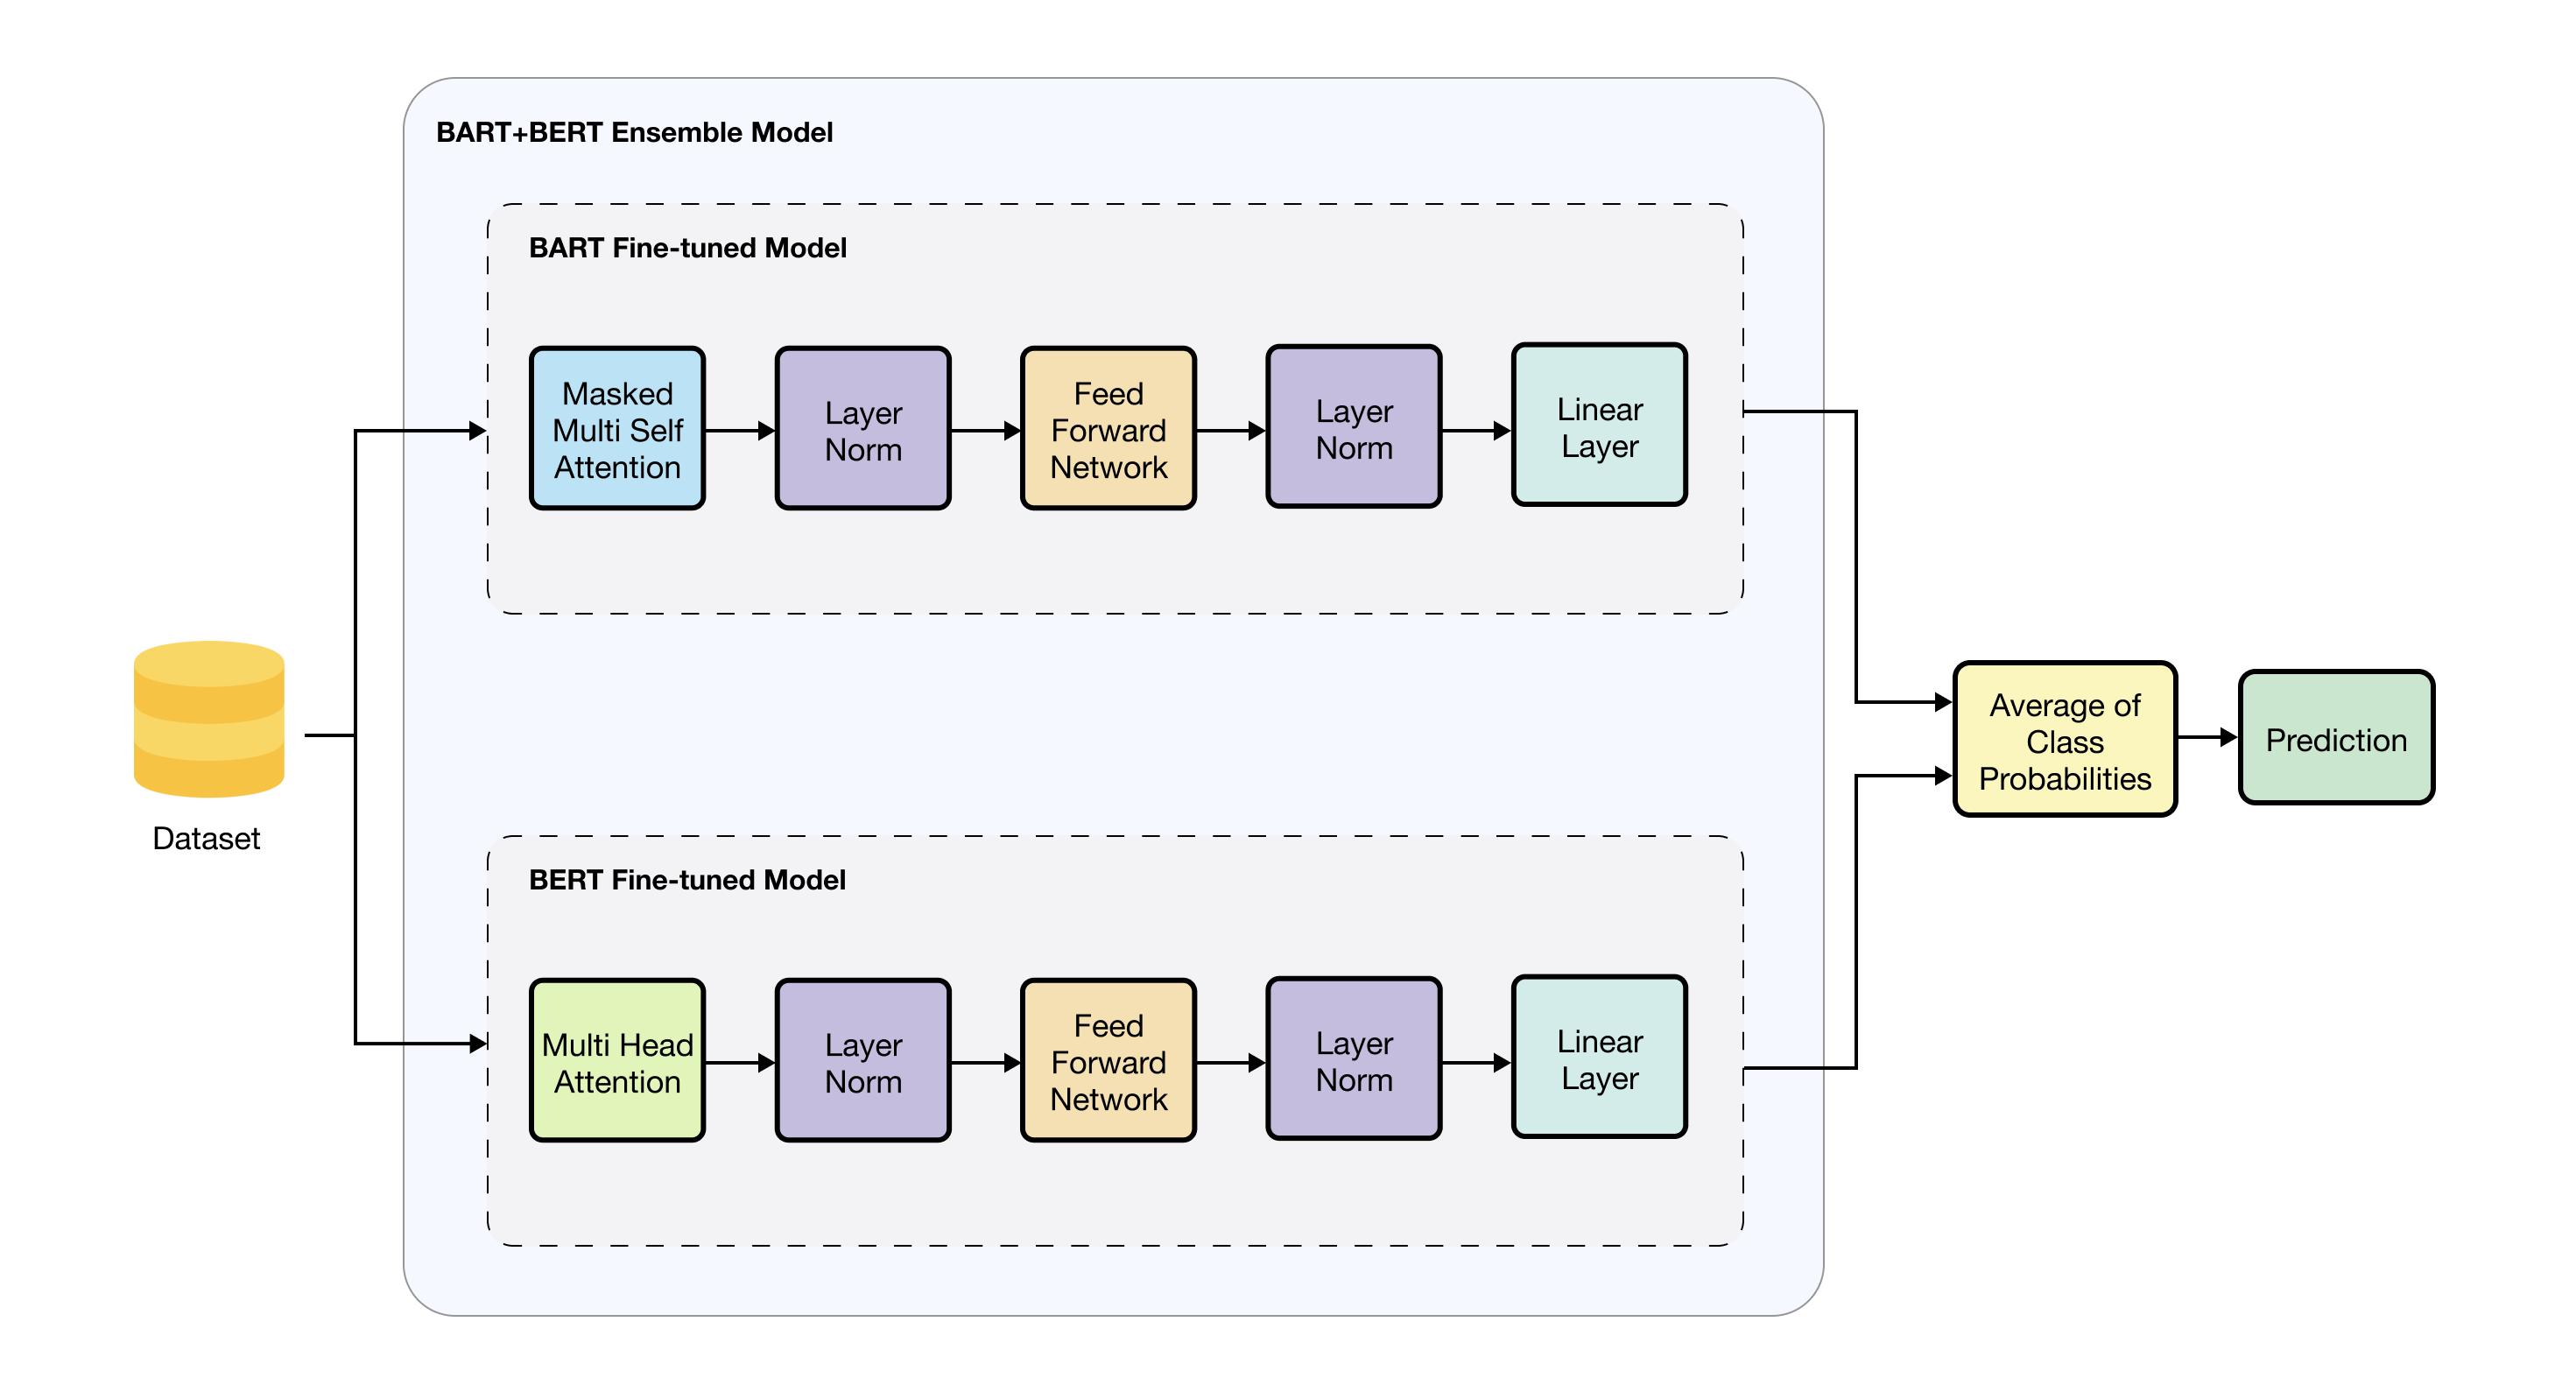 BART+BERT Ensemble Model
BART Fine-tuned Model
Masked
Multi Self
Attention
Layer
Norm
Feed
Forward
Network
Layer
Norm
Linear
Layer
Dataset
Average of
Class
Probabilities
Prediction
BERT Fine-tuned Model
Multi Head
Attention
Layer
Norm
Feed
Forward
Network
Layer
Norm
Linear
Layer